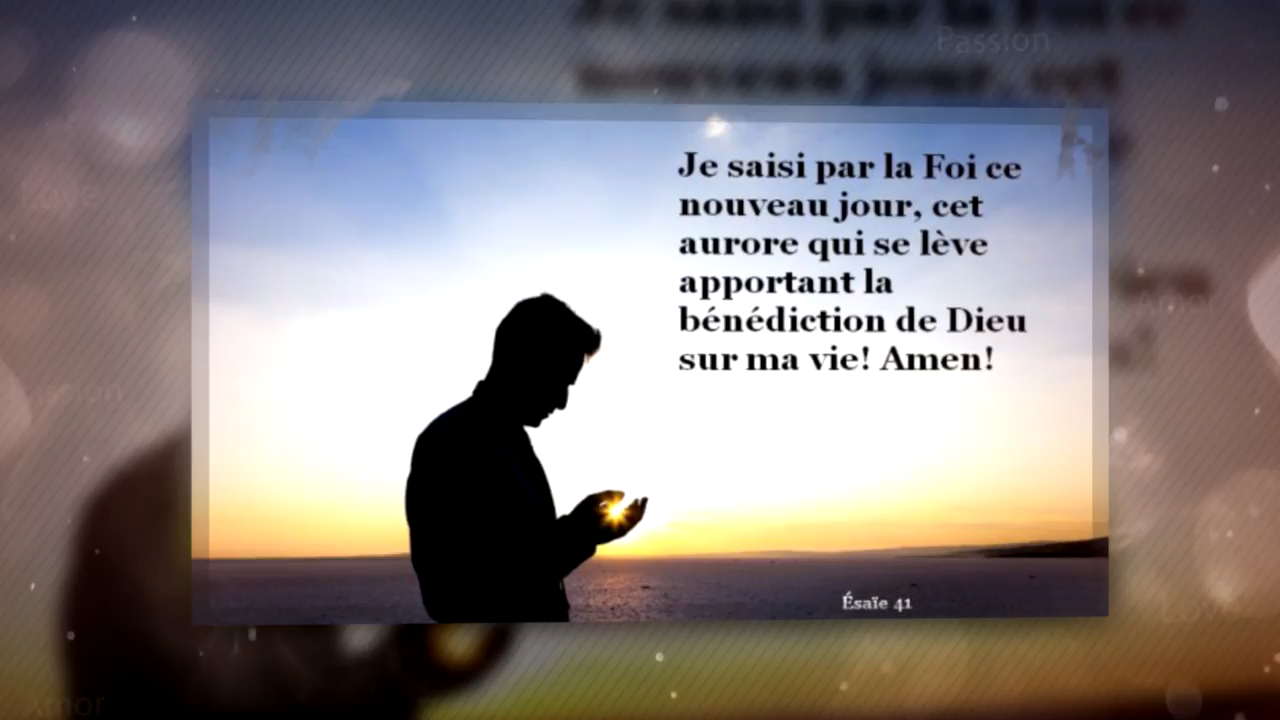 Passion
Je saisi par la Foi ce
nouveau jour, cet
aurore qui se lève
apportant la
bénédiction de Dieu
sur ma vie! Amen!
Amor
Ésaïe 41
Love
Amor